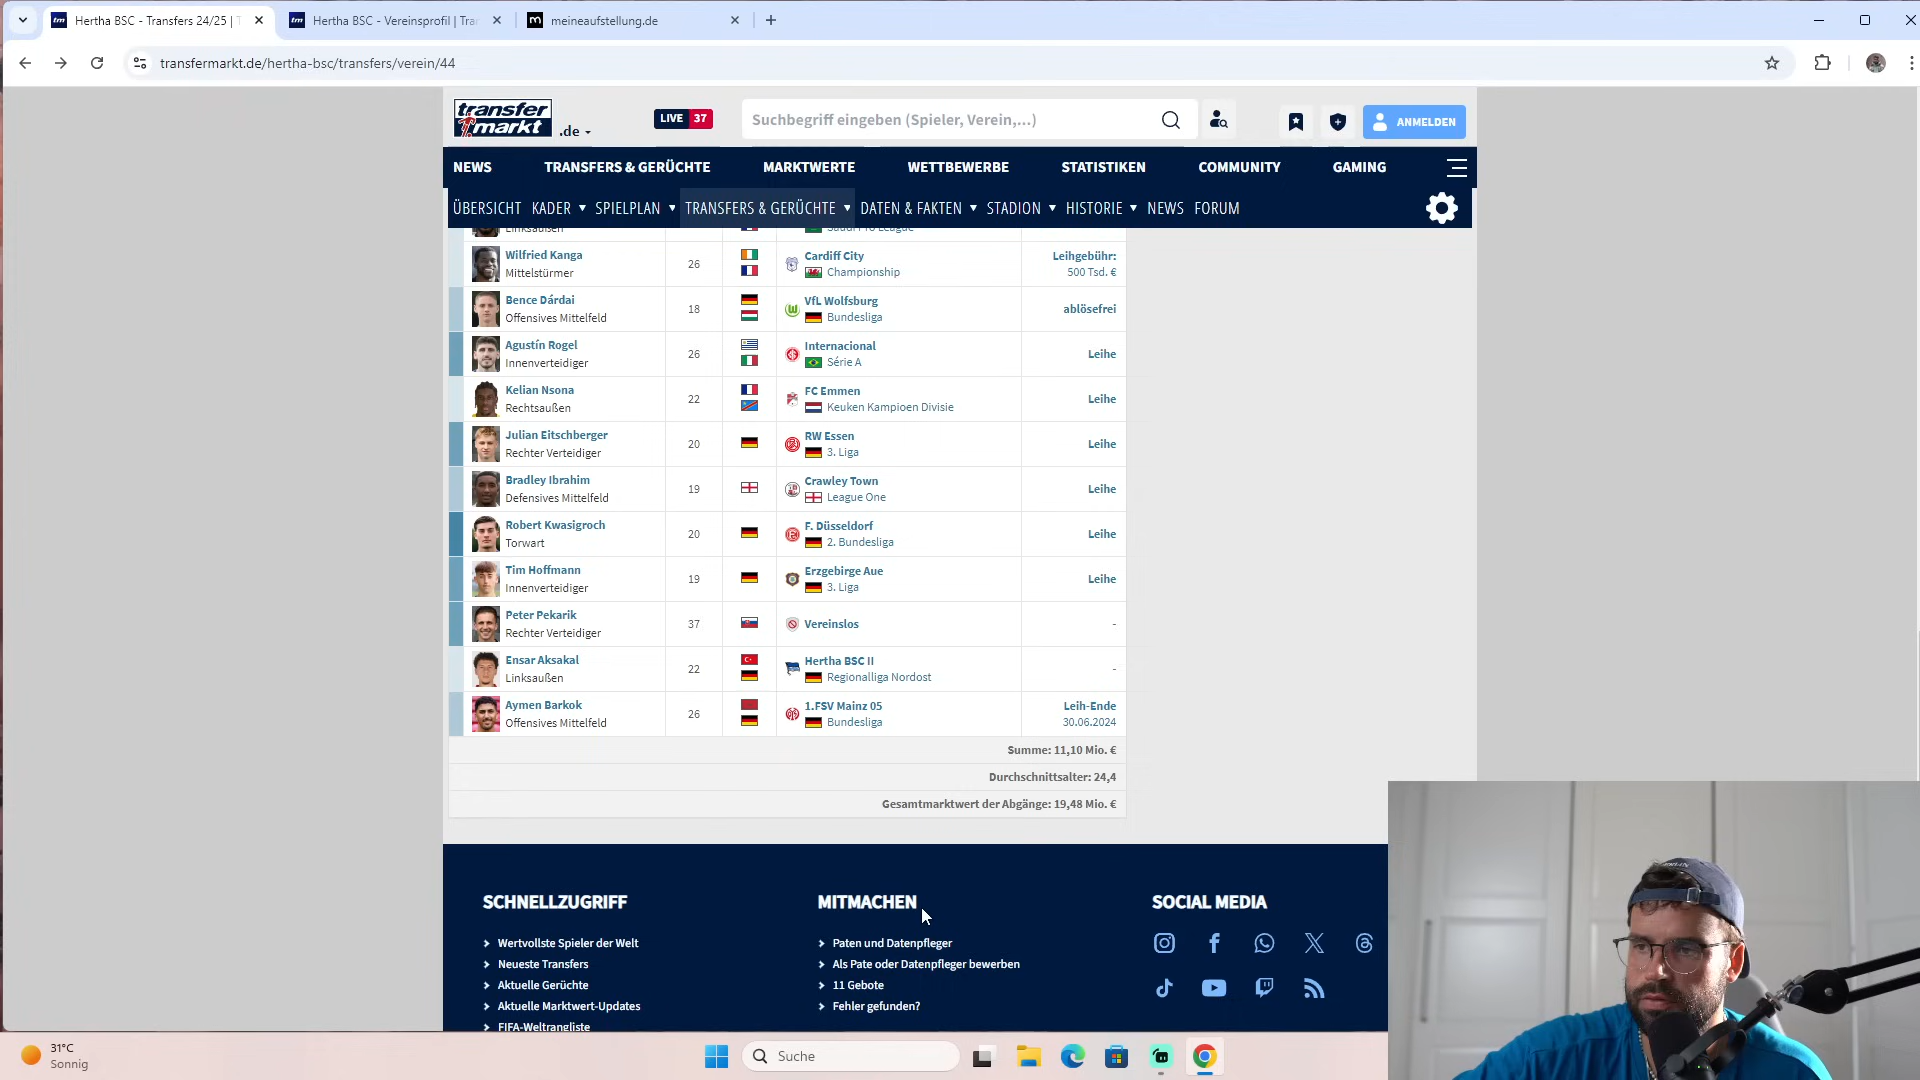 Hertha BSC - Transfers 24/25 | T
Hertha BSC - Vereinsprofil | Tra
meineaufstellung.de
transfermarkt.de/hertha-bsc/transfers/verein/44
transfer
markt .de
LIVE 37
Suchbegriff eingeben (Spieler, Verein,...)
ANMELDEN
NEWS TRANSFERS & GERÜCHTE MARKTWERTE WETTBEWERBE STATISTIKEN COMMUNITY GAMING
ÜBERSICHT KADER SPIELPLAN TRANSFERS & GERÜCHTE DATEN & FAKTEN STADION HISTORIE NEWS FORUM
Linksaußen Saudi Pro League
Wilfried Kanga
Mittelstürmer
26
Cardiff City
Championship
Leihgebühr:
500 Tsd. €
Bence Dárdai
Offensives Mittelfeld
18
VfL Wolfsburg
Bundesliga
ablösefrei
Agustín Rogel
Innenverteidiger
26
Internacional
Série A
Leihe
Kelian Nsona
Rechtsaußen
22
FC Emmen
Keuken Kampioen Divisie
Leihe
Julian Eitschberger
Rechter Verteidiger
20
RW Essen
3. Liga
Leihe
Bradley Ibrahim
Defensives Mittelfeld
19
Crawley Town
League One
Leihe
Robert Kwasigroch
Torwart
20
F. Düsseldorf
2. Bundesliga
Leihe
Tim Hoffmann
Innenverteidiger
19
Erzgebirge Aue
3. Liga
Leihe
Peter Pekarik
Rechter Verteidiger
37
Vereinslos
-
Ensar Aksakal
Linksaußen
22
Hertha BSC II
Regionalliga Nordost
-
Aymen Barkok
Offensives Mittelfeld
26
1.FSV Mainz 05
Bundesliga
Leih-Ende
30.06.2024
Summe: 11,10 Mio. €
Durchschnittsalter: 24,4
Gesamtmarktwert der Abgänge: 19,48 Mio. €
SCHNELLZUGRIFF
Wertvollste Spieler der Welt
Neueste Transfers
Aktuelle Gerüchte
Aktuelle Marktwert-Updates
FIFA-Weltrangliste
MITMACHEN
Paten und Datenpfleger
Als Pate oder Datenpfleger bewerben
11 Gebote
Fehler gefunden?
SOCIAL MEDIA
31°C
Sonnig
Suche